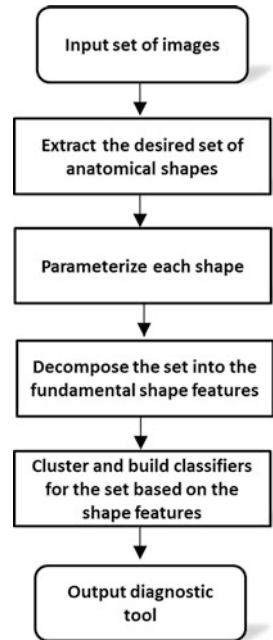 Input set of images
Extract the desired set of
anatomical shapes
Parameterize each shape
Decompose the set into the
fundamental shape features
Cluster and build classifiers
for the set based on the
shape features
Output diagnostic
tool